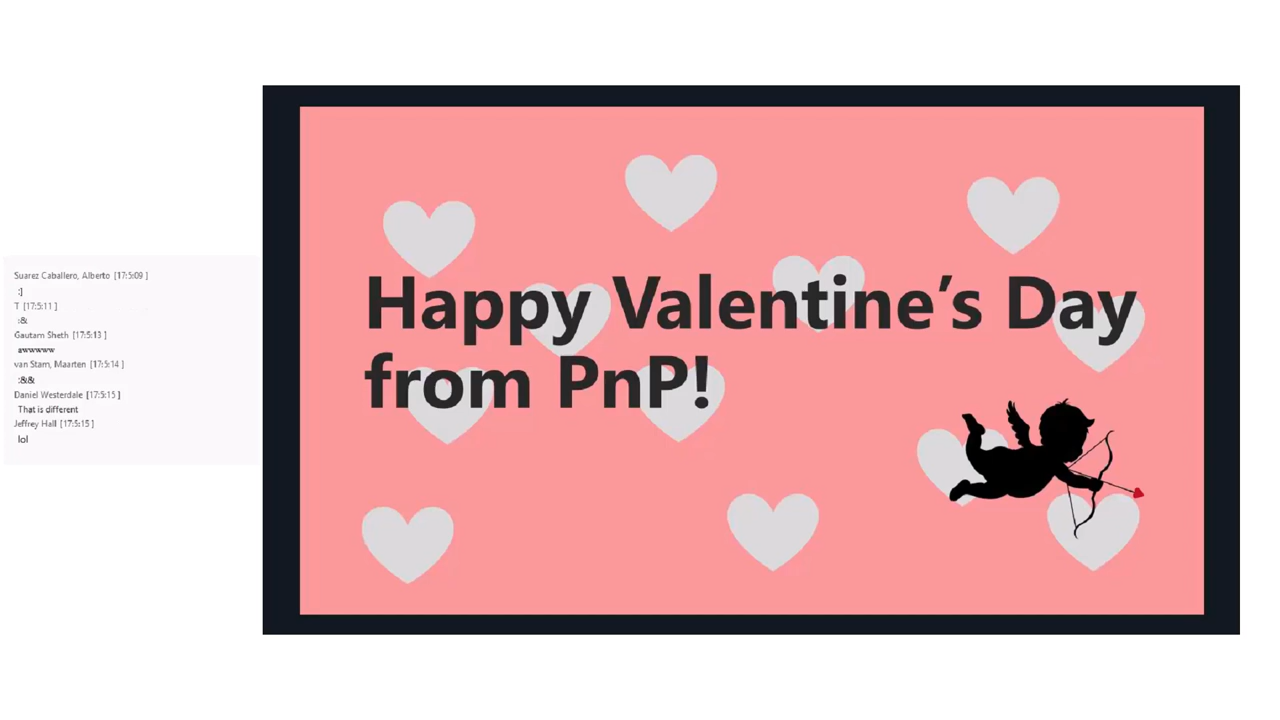 Suarez Caballero, Alberto [17:5:09 ]
:]
T [17:5:11 ]
:&
Gautam Sheth [17:5:13 ]
awwwww
van Stam, Maarten [17:5:14 ]
:&&
Daniel Westerdale [17:5:15 ]
That is different
Jeffrey Hall [17:5:15 ]
lol
Happy Valentine’s Day
from PnP!